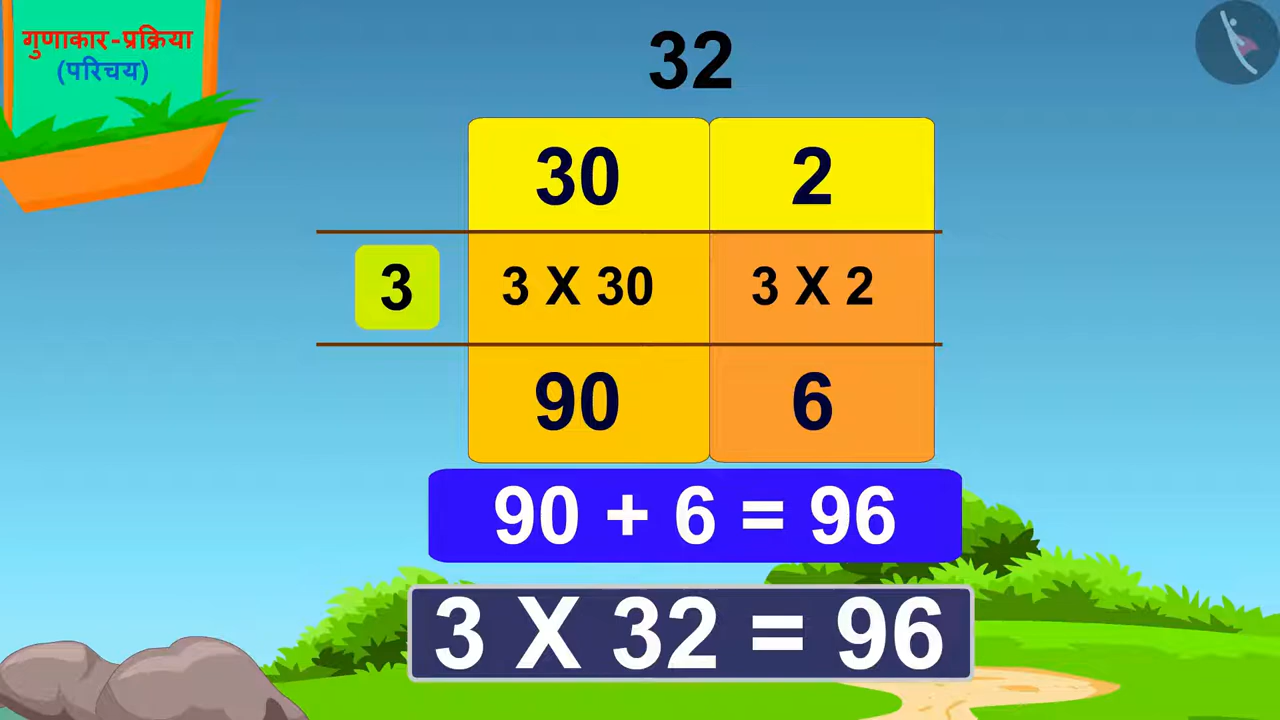 गुणाकार-प्रक्रिया
(परिचय)
32
30 2
3 3 X 30 3 X 2
90 6
90 + 6 = 96
3 X 32 = 96